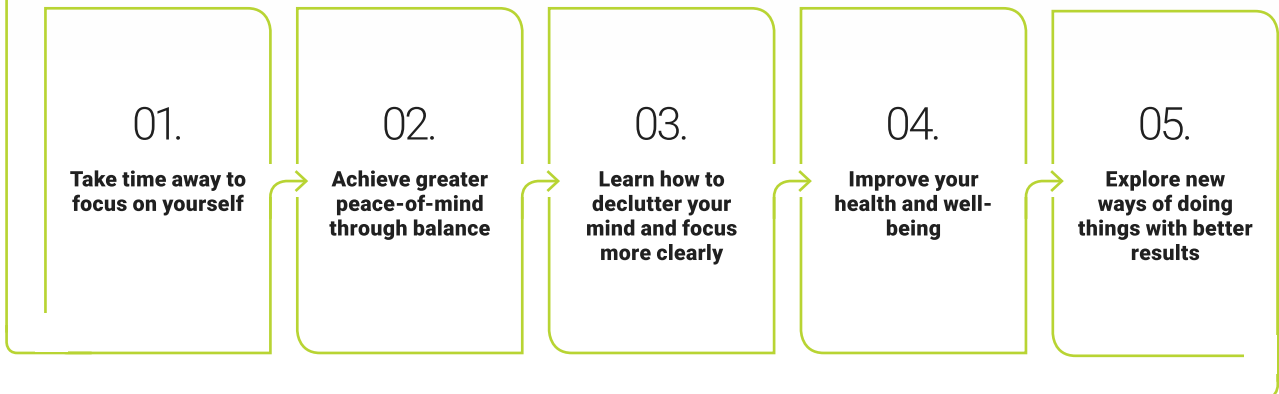 01.
Take time away to
focus on yourself
02.
Achieve greater
peace-of-mind
through balance
03.
Learn how to
declutter your
mind and focus
more clearly
04.
Improve your
health and well-
being
05.
Explore new
ways of doing
things with better
results